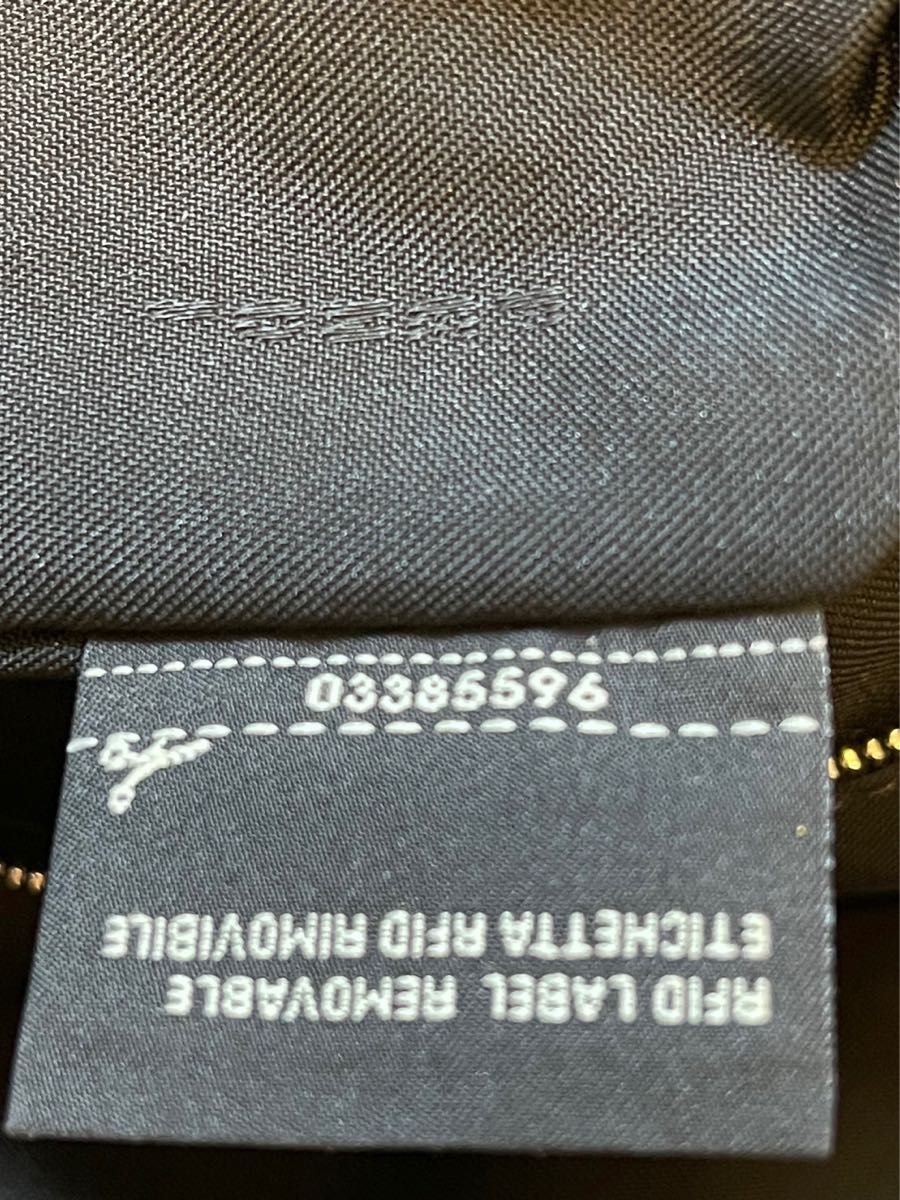 03385596
RFID LABEL REMOVABLE
ETICHETTA RFID RIMOVIBILE